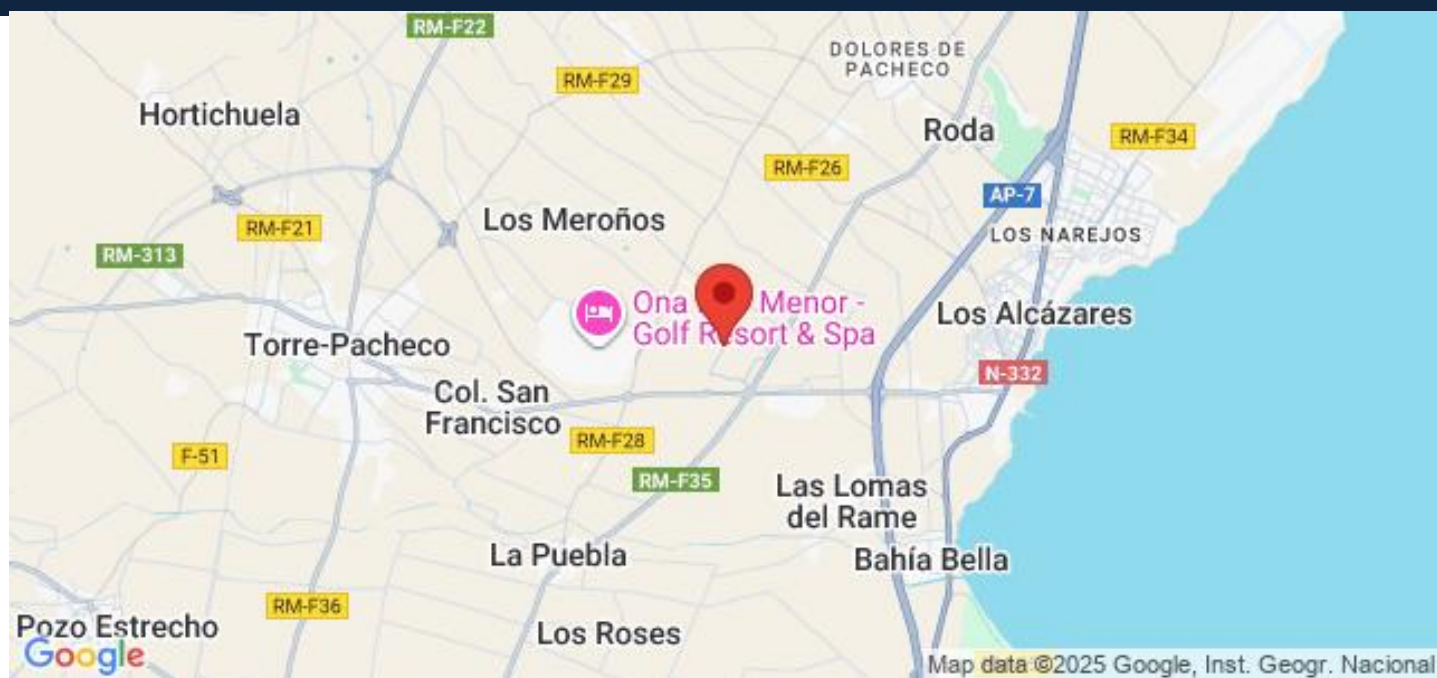 RM-F22
DOLORES DE
PACHECO
RM-F29
Hortichuela
Roda
RM-F34
RM-F26
AP-7
Los Meroños
RM-F21
LOS NAREJOS
RM-313
Ona Menor -
Golf Resort & Spa
Los Alcázares
Torre-Pacheco
N-332
Col. San
Francisco
RM-F28
F-51
RM-F35
Las Lomas
del Rame
La Puebla
Bahía Bella
RM-F36
Pozo Estrecho
Los Roses
Google
Map data ©2025 Google, Inst. Geogr. Nacional